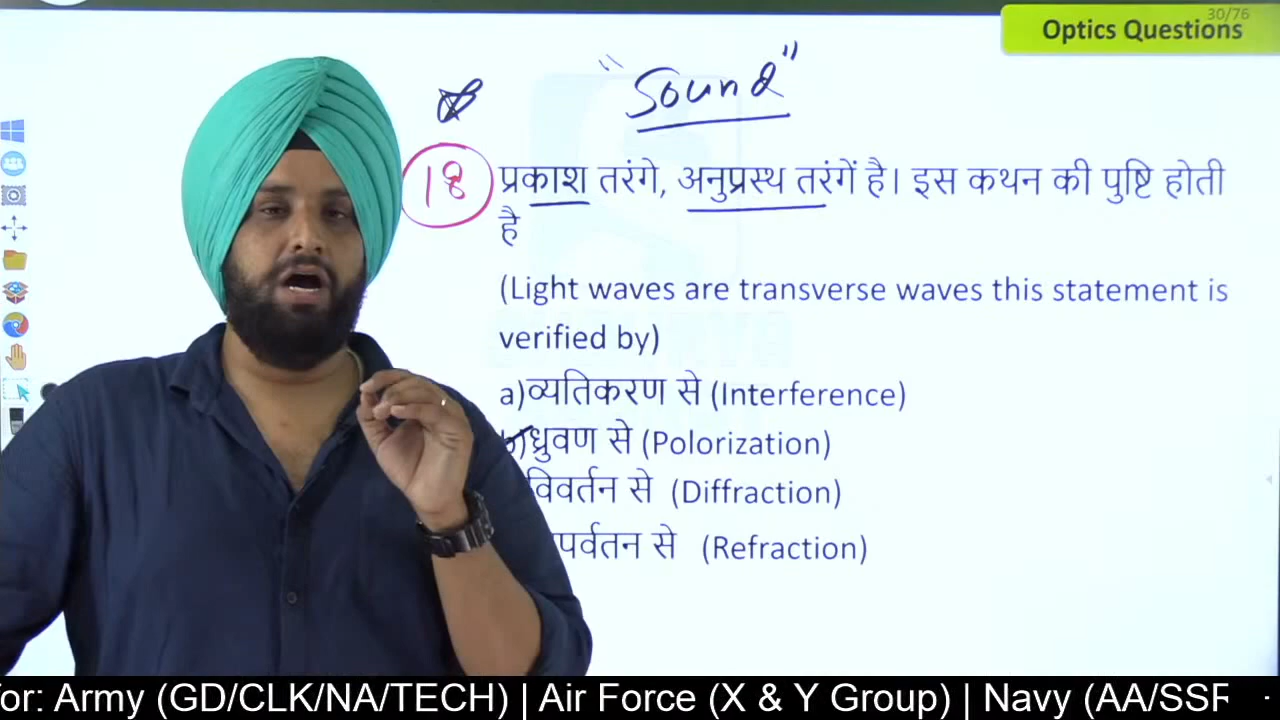 30/76
Optics Questions
"Sound"
18 प्रकाश तरंगे, अनुप्रस्थ तरंगें है। इस कथन की पुष्टि होती
है
(Light waves are transverse waves this statement is
verified by)
a)व्यतिकरण से (Interference)
b)ध्रुवण से (Polorization)
विवर्तन से (Diffraction)
पर्वतन से (Refraction)
for: Army (GD/CLK/NA/TECH) | Air Force (X & Y Group) | Navy (AA/SSR